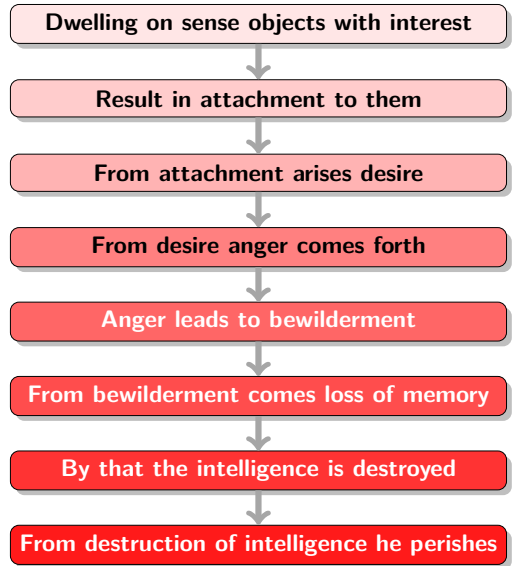 Dwelling on sense objects with interest
Result in attachment to them
From attachment arises desire
From desire anger comes forth
Anger leads to bewilderment
From bewilderment comes loss of memory
By that the intelligence is destroyed
From destruction of intelligence he perishes